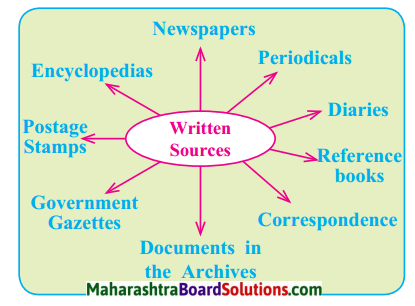 Newspapers
Periodicals
Encyclopedias
Diaries
Postage
Stamps
Written
Sources
Reference
books
Government
Gazettes
Correspondence
Documents in
the Archives
MaharashtraBoardSolutions.com